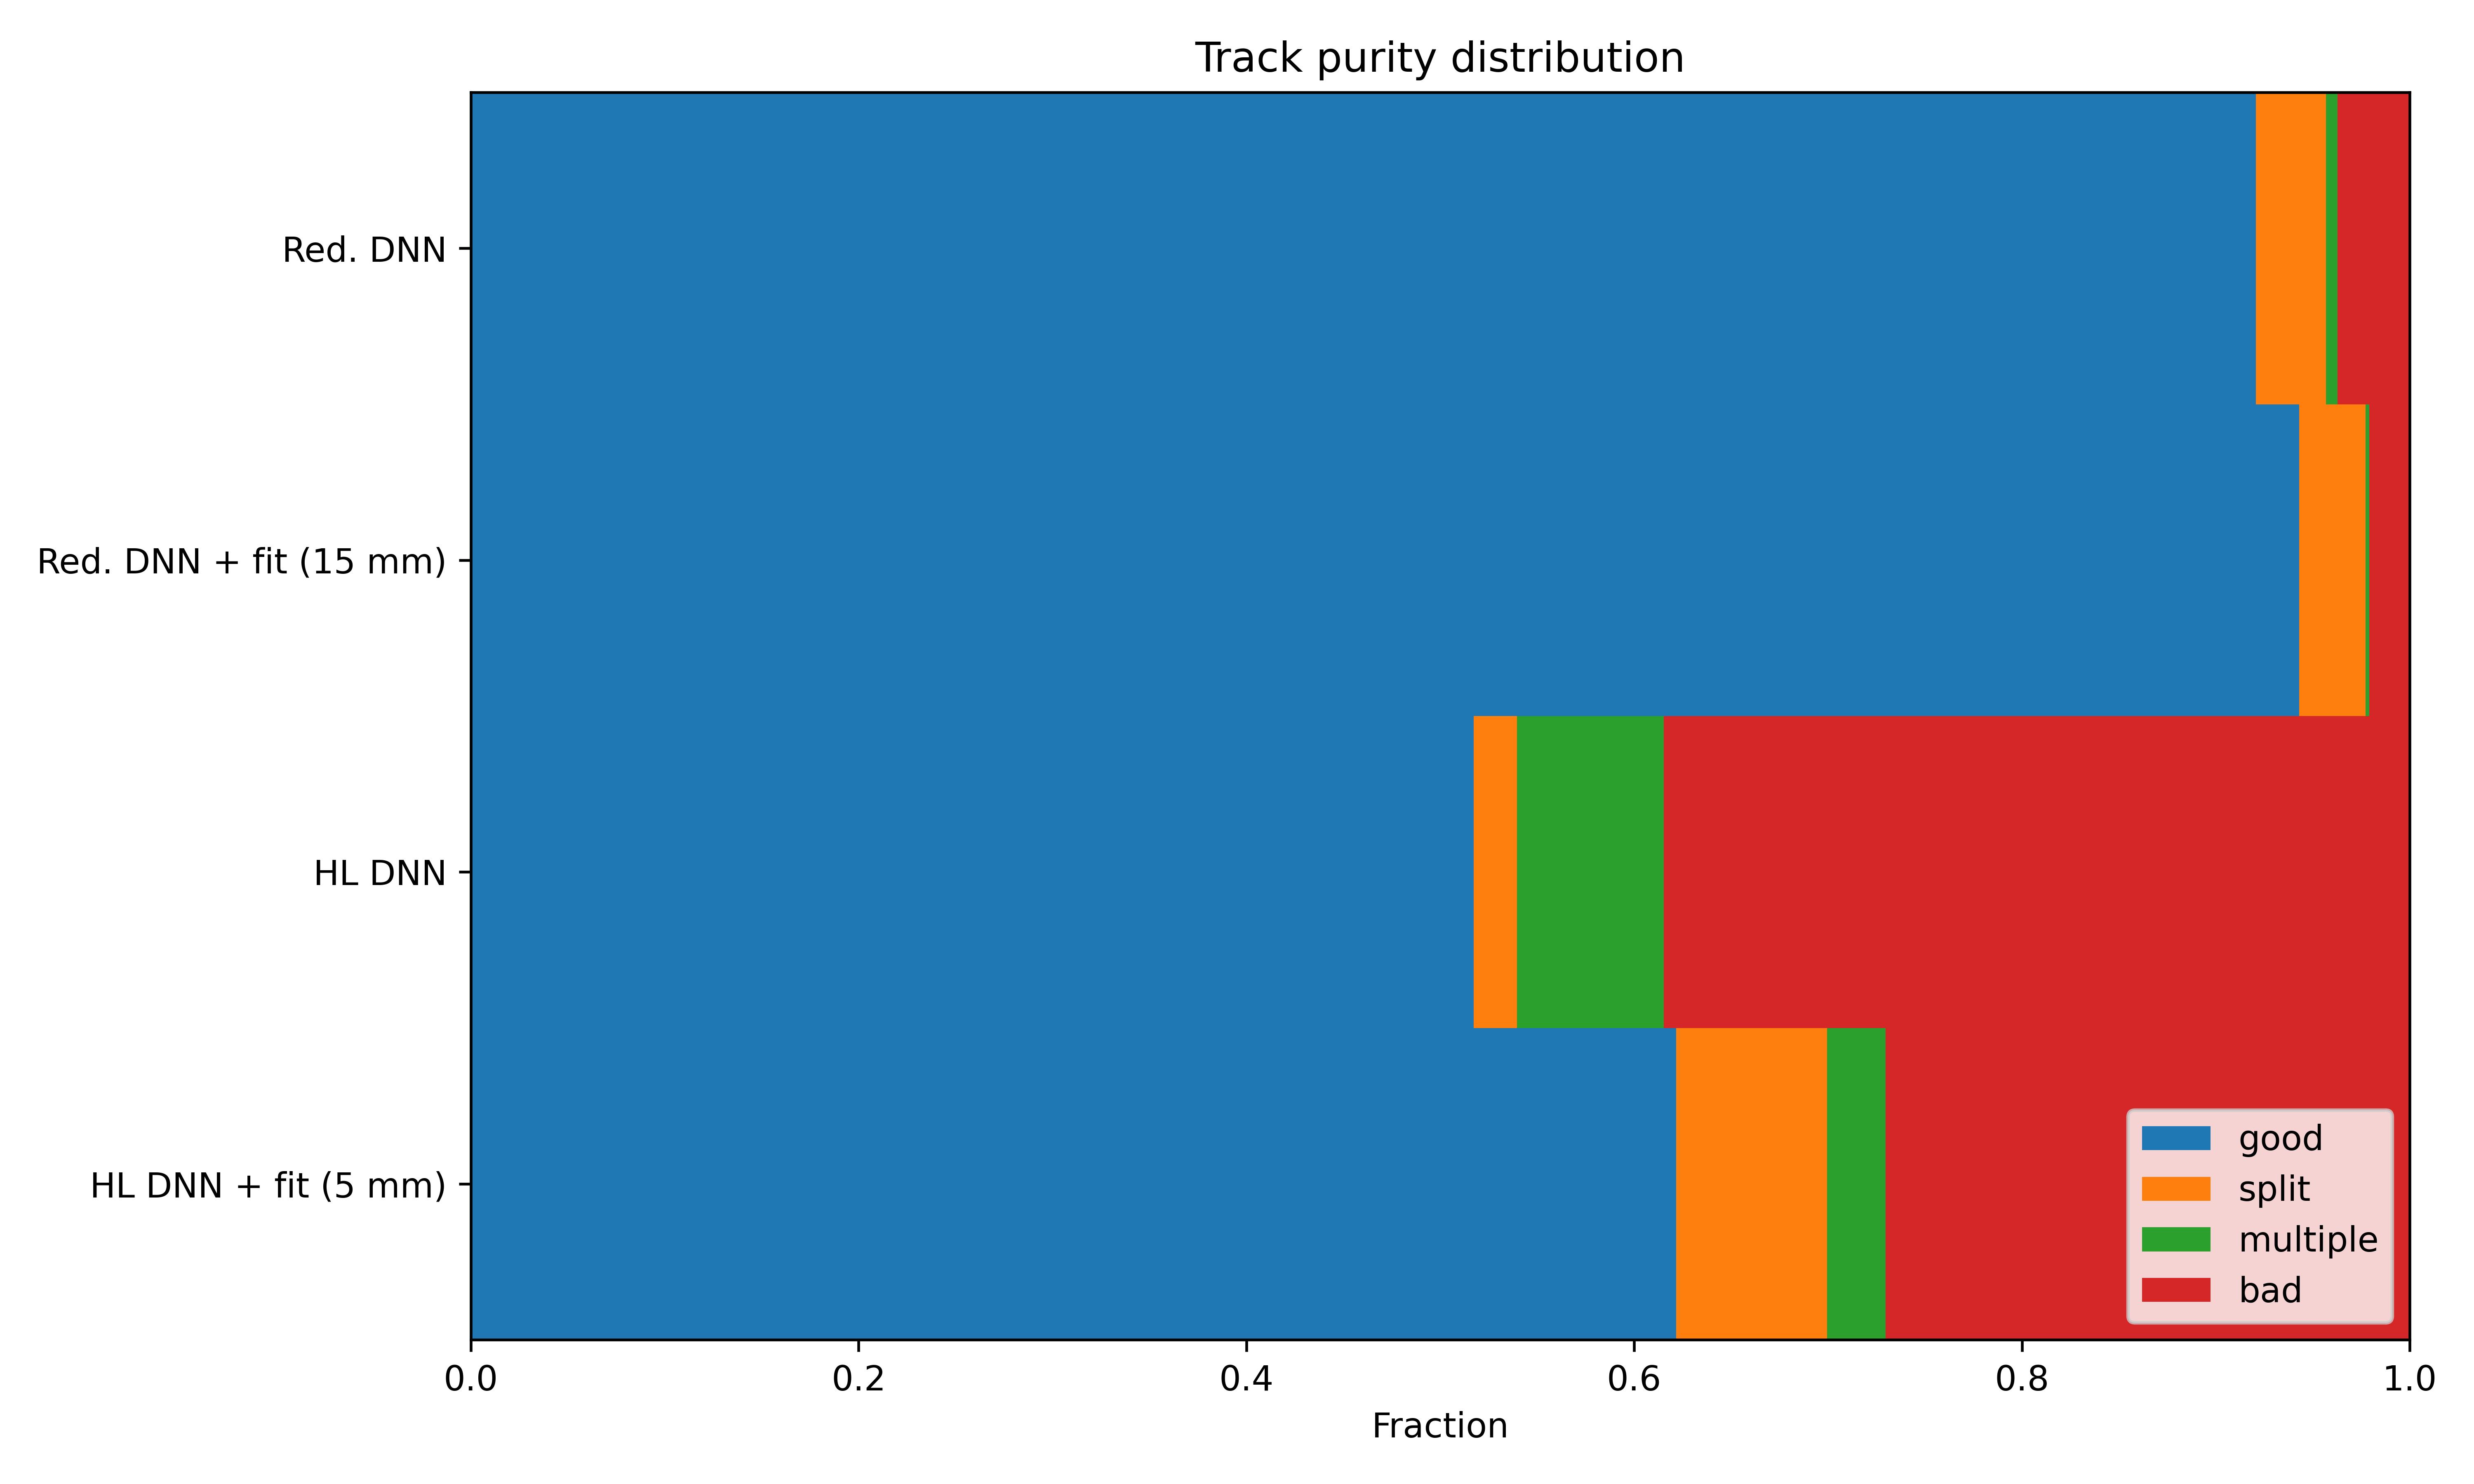 Track purity distribution
Red. DNN
Red. DNN + fit (15 mm)
HL DNN
HL DNN + fit (5 mm)
good
split
multiple
bad
0.0 0.2 0.4 0.6 0.8 1.0
Fraction